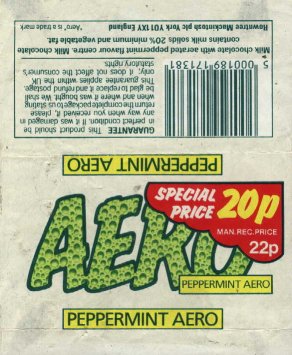 PEPPERMINT AERO
GUARANTEE This product should be
in perfect condition. If it was damaged in
any way when you received it, please
return the complete package to us stating
when and where it was bought. We shall
be glad to replace it and refund postage.
This guarantee applies within the UK
only; it does not affect the consumer's
statutory rights.
5 000189 171381
Milk chocolate with aerated peppermint flavour centre. Milk chocolate
contains milk solids 20% minimum and vegetable fat
Rowntree Mackintosh plc York YO1 1XY England 'Aero' is a trade mark
SPECIAL PRICE 20p
MAN. REC. PRICE
22p
AERO
PEPPERMINT AERO
PEPPERMINT AERO